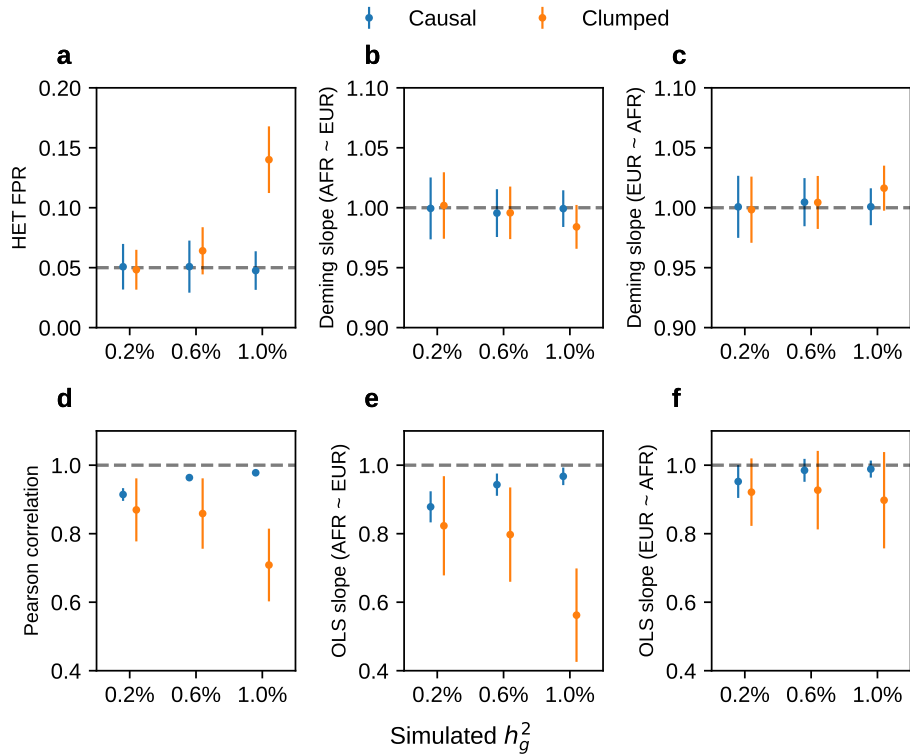 Causal Clumped
a
HET FPR
0.20
0.15
0.10
0.05
0.00
0.2% 0.6% 1.0%
b
Deming slope (AFR ~ EUR)
1.10
1.05
1.00
0.95
0.90
0.2% 0.6% 1.0%
c
Deming slope (EUR ~ AFR)
1.10
1.05
1.00
0.95
0.90
0.2% 0.6% 1.0%
d
Pearson correlation
1.0
0.8
0.6
0.4
0.2% 0.6% 1.0%
e
OLS slope (AFR ~ EUR)
1.0
0.8
0.6
0.4
0.2% 0.6% 1.0%
f
OLS slope (EUR ~ AFR)
1.0
0.8
0.6
0.4
0.2% 0.6% 1.0%
Simulated $h_g^2$